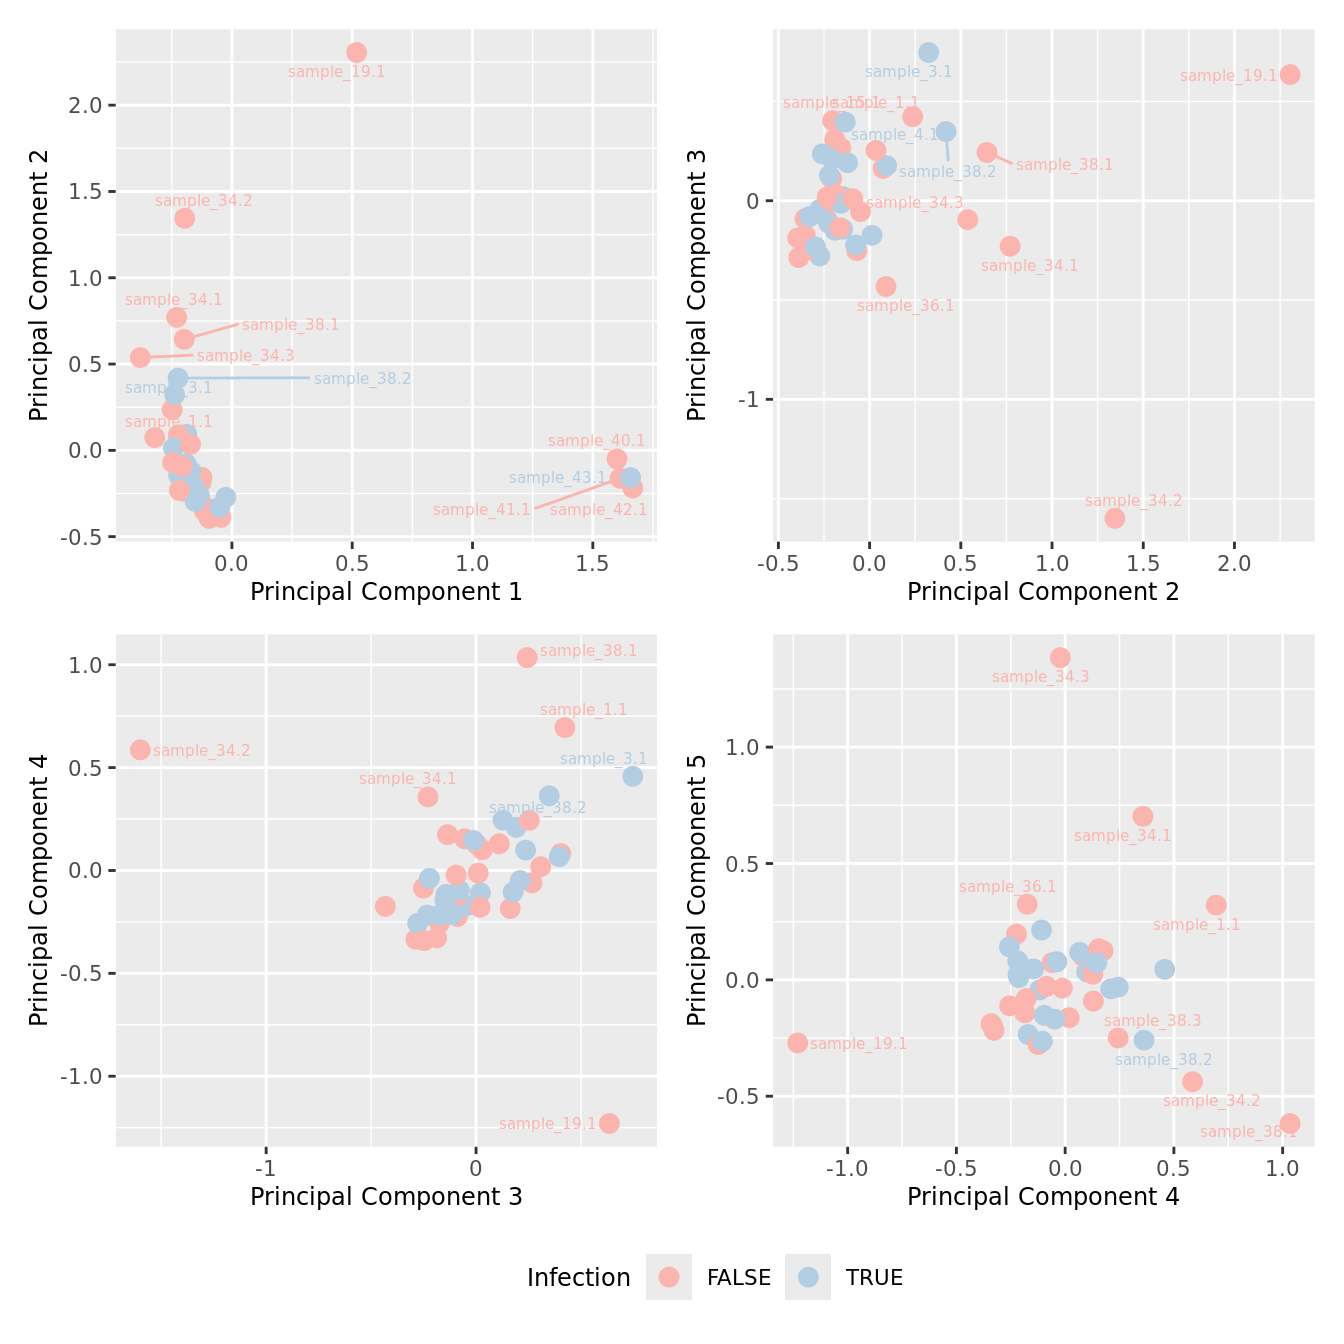 sample_19.1
sample_34.2
sample_34.1
sample_38.1
sample_34.3
sample_38.2
sample_3.1
sample_1.1
sample_40.1
sample_43.1
sample_41.1
sample_42.1
2.0
1.5
1.0
0.5
0.0
-0.5
0.0
0.5
1.0
1.5
Principal Component 1
Principal Component 2
sample_3.1
sample_19.1
sample_15.1
sample_1.1
sample_4.1
sample_38.1
sample_38.2
sample_34.3
sample_34.1
sample_36.1
sample_34.2
0
-1
-0.5
0.0
0.5
1.0
1.5
2.0
Principal Component 2
Principal Component 3
sample_38.1
sample_1.1
sample_34.2
sample_3.1
sample_34.1
sample_38.2
sample_19.1
1.0
0.5
0.0
-0.5
-1.0
-1
0
Principal Component 3
Principal Component 4
sample_34.3
sample_34.1
sample_36.1
sample_1.1
sample_38.3
sample_19.1
sample_38.2
sample_34.2
sample_38.1
1.0
0.5
0.0
-0.5
-1.0
-0.5
0.0
0.5
1.0
Principal Component 4
Principal Component 5
Infection
FALSE
TRUE